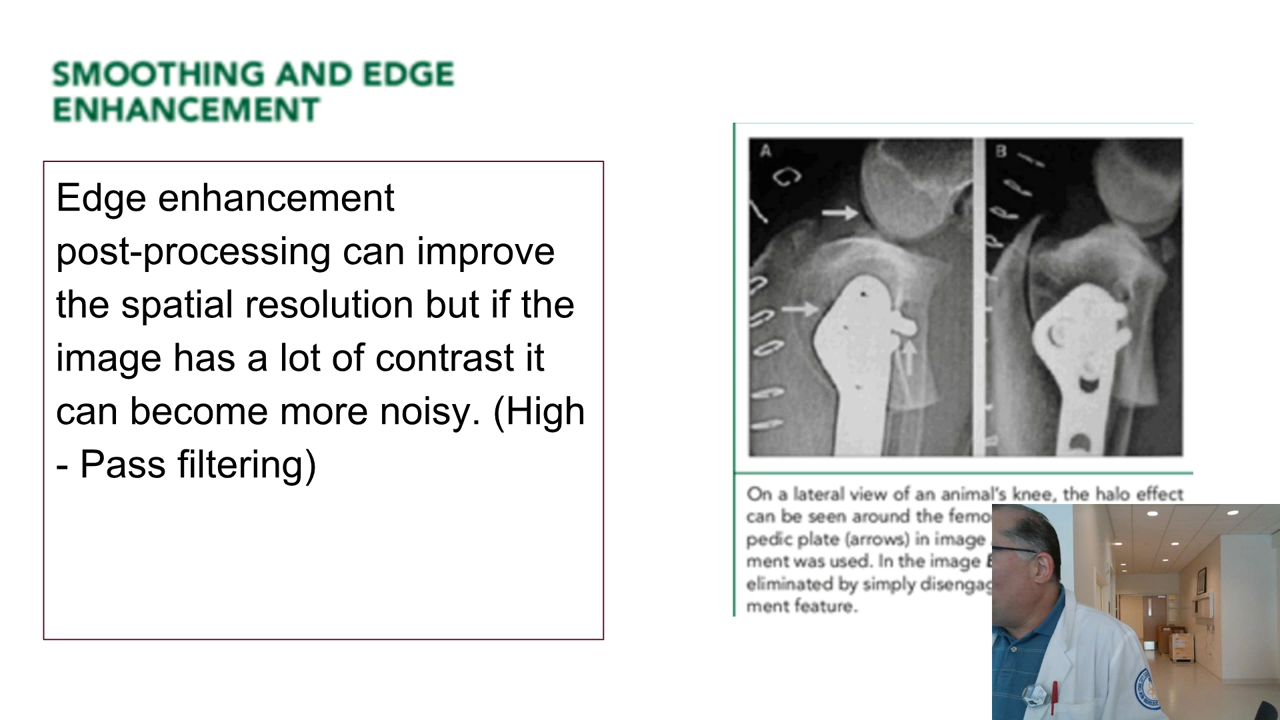 SMOOTHING AND EDGE
ENHANCEMENT
Edge enhancement
post-processing can improve
the spatial resolution but if the
image has a lot of contrast it
can become more noisy. (High
- Pass filtering)
A
B
On a lateral view of an animal's knee, the halo effect
can be seen around the
pedic plate (arrows) in image
ment was used. In the image
eliminated by simply
ment feature.